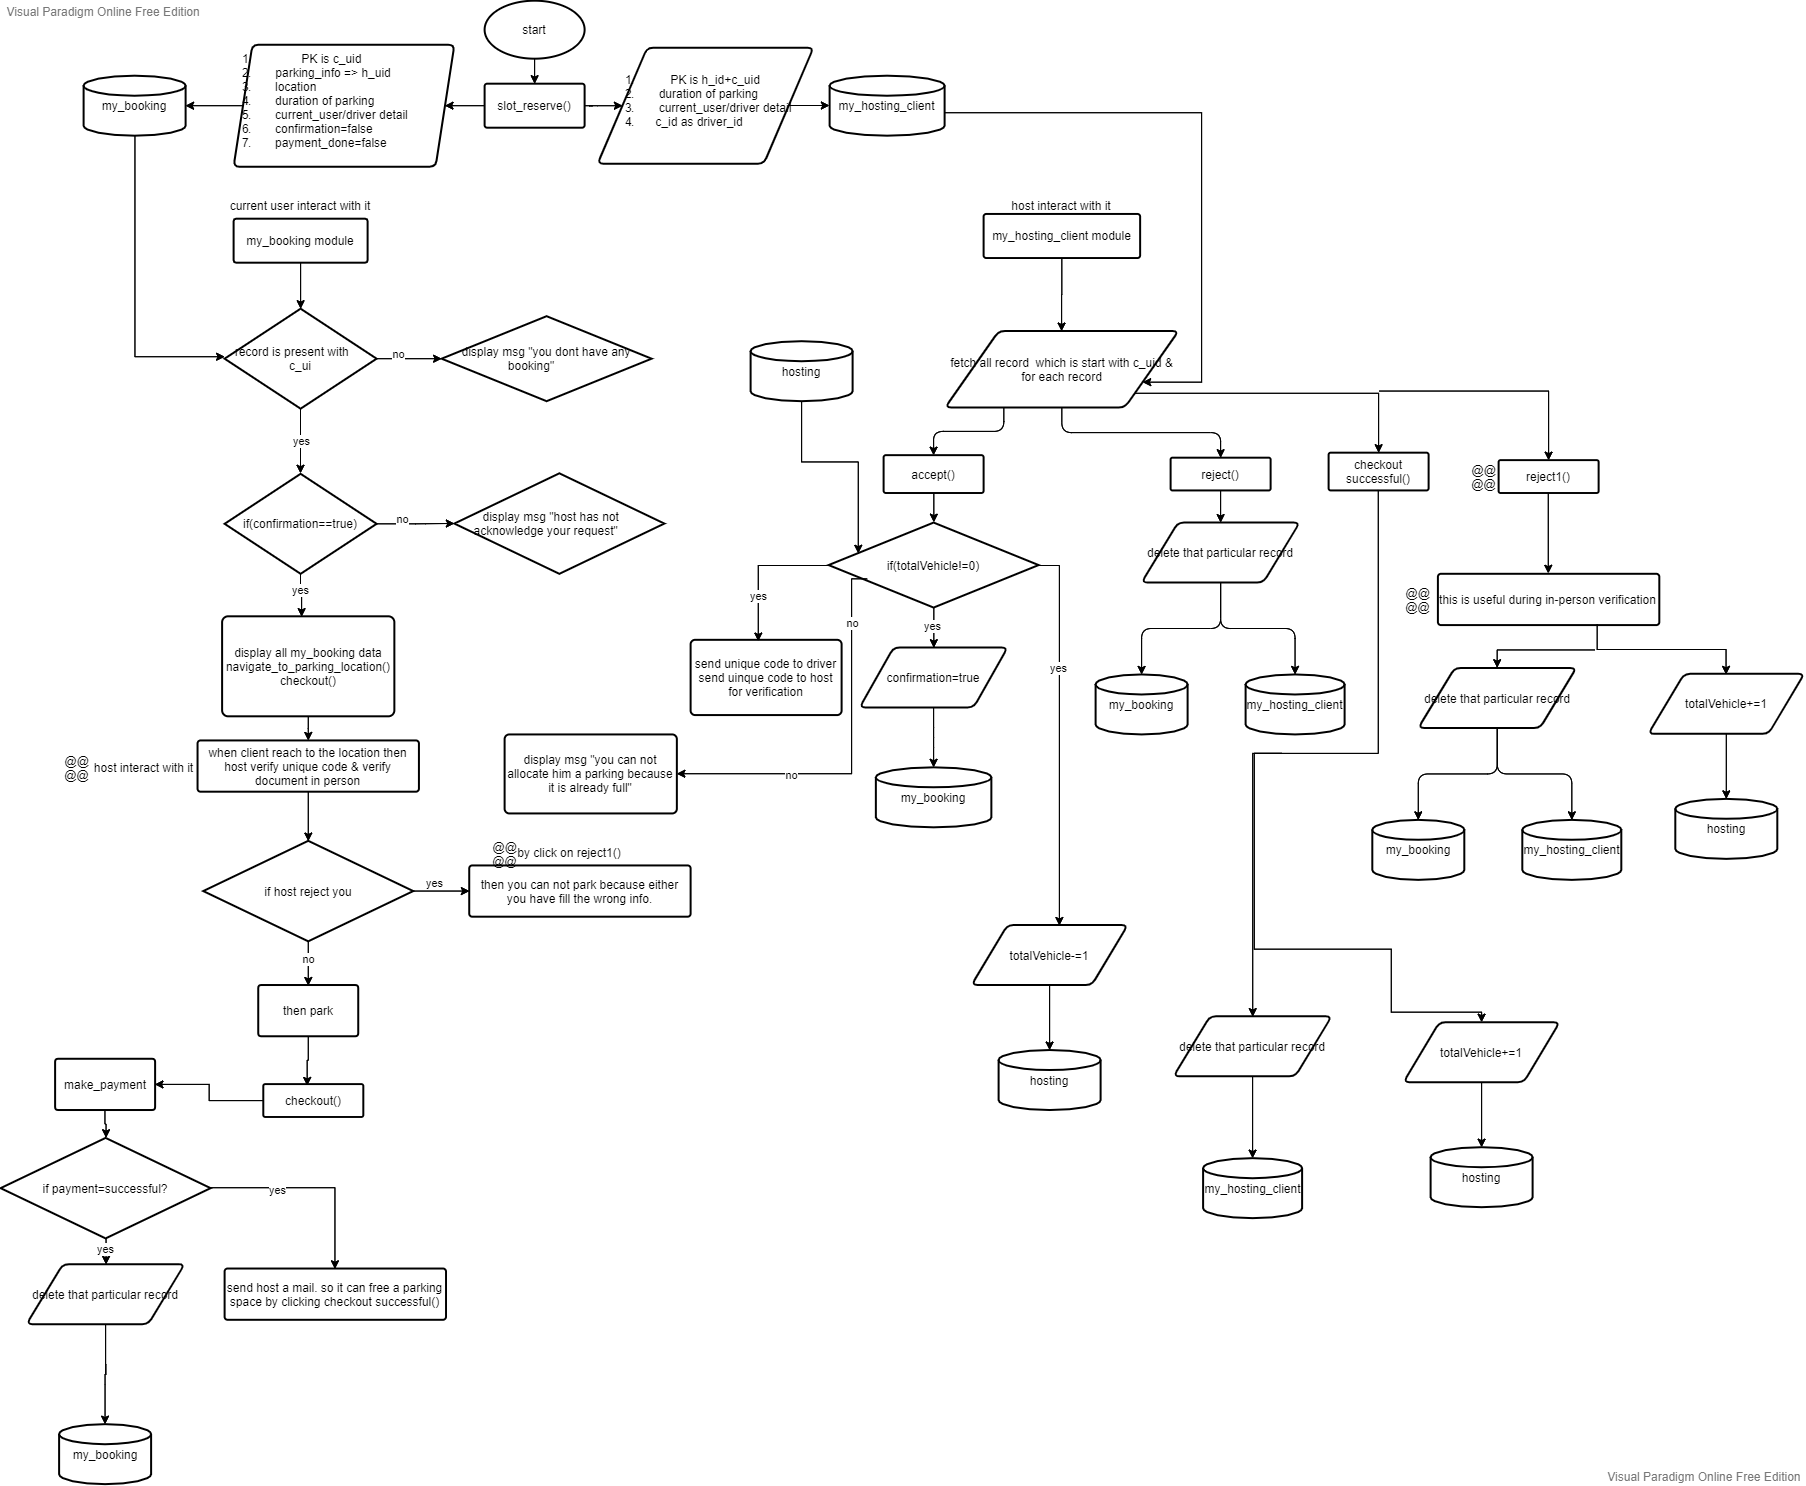 Visual Paradigm Online Free Edition
start
1. PK is c_uid
2. parking_info => h_uid
3. location
4. duration of parking
5. current_user/driver detail
6. confirmation=false
7. payment_done=false
my_booking
slot_reserve()
1. PK is h_id+c_uid
2. duration of parking
3. current_user/driver detail
4. c_id as driver_id
my_hosting_client
current user interact with it
my_booking module
host interact with it
my_hosting_client module
record is present with
c_ui
no
display msg "you dont have any
booking"
hosting
fetch all record which is start with c_uid &
for each record
yes
accept()
reject()
checkout
successful()
@@
@@
reject1()
if(confirmation==true)
no
display msg "host has not
acknowledge your request"
if(totalVehicle!=0)
delete that particular record
yes
yes
no
yes
yes
@@
@@
this is useful during in-person verification
display all my_booking data
navigate_to_parking_location()
checkout()
send unique code to driver
send uinque code to host
for verification
confirmation=true
my_booking
my_hosting_client
delete that particular record
totalVehicle+=1
@@
@@
host interact with it
when client reach to the location then
host verify unique code & verify
document in person
display msg "you can not
allocate him a parking because
it is already full"
no
my_booking
my_booking
my_hosting_client
hosting
if host reject you
yes
@@
@@
by click on reject1()
then you can not park because either
you have fill the wrong info.
no
totalVehicle-=1
then park
delete that particular record
totalVehicle+=1
hosting
make_payment
checkout()
if payment=successful?
yes
my_hosting_client
hosting
yes
delete that particular record
send host a mail. so it can free a parking
space by clicking checkout successful()
my_booking
Visual Paradigm Online Free Edition